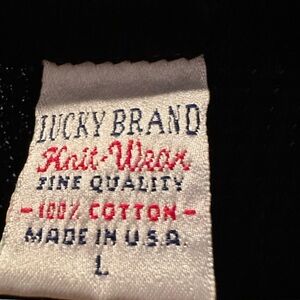 LUCKY BRAND
Knit-Wear
FINE QUALITY
- 100% COTTON -
MADE IN U.S.A.
L